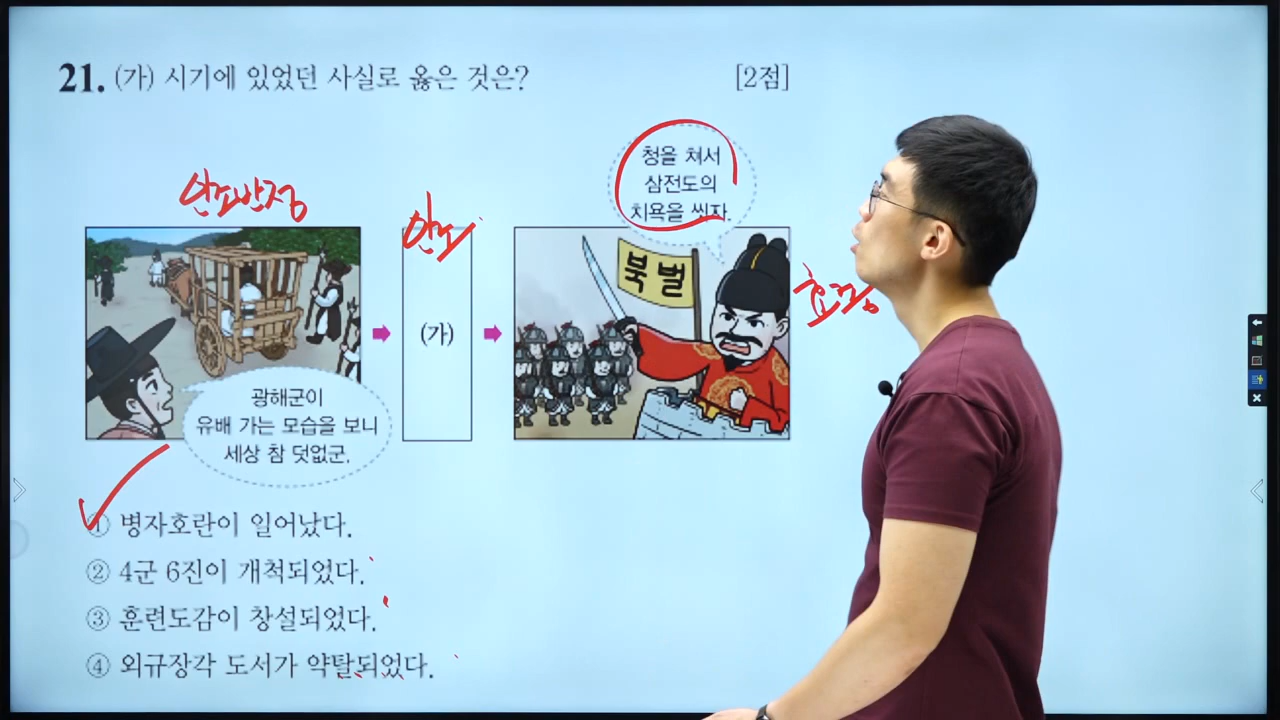 21. (가) 시기에 있었던 사실로 옳은 것은? [2점]
인조반정
인조
청을 쳐서
삼전도의
치욕을 씻자.
북벌
효종
(가)
광해군이
유배 가는 모습을 보니
세상 참 덧없군.
① 병자호란이 일어났다.
② 4군 6진이 개척되었다.
③ 훈련도감이 창설되었다.
④ 외규장각 도서가 약탈되었다.